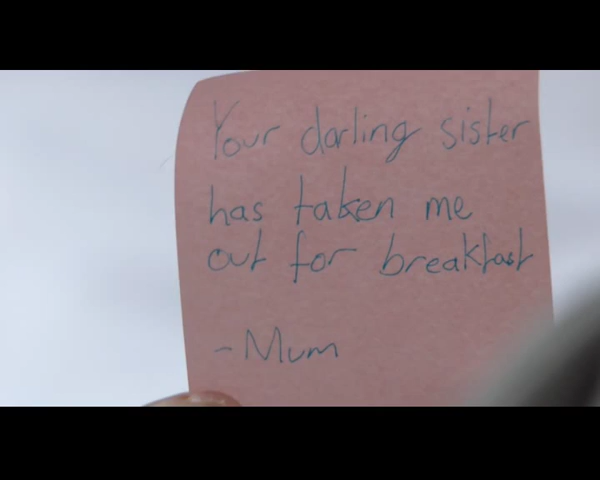 Your darling sister
has taken me
out for breakfast
- Mum